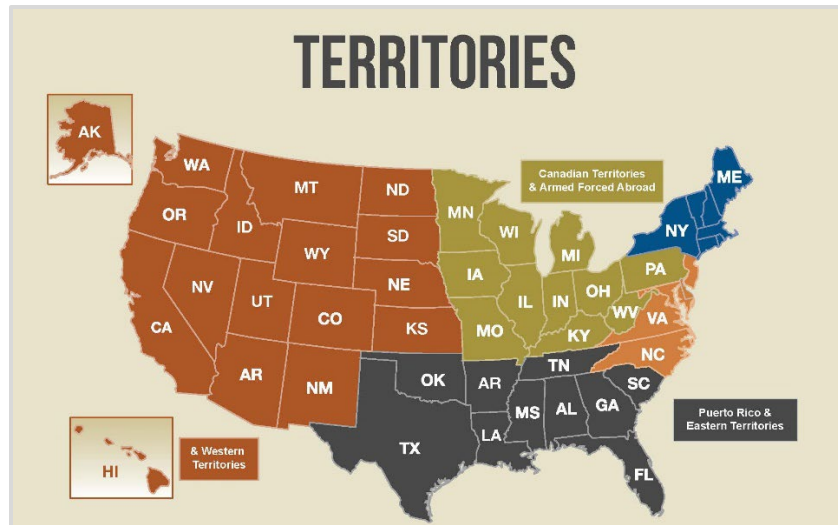 TERRITORIES
AK
WA
MT
ND
MN
Canadian Territories
& Armed Forced Abroad
ME
OR
ID
WY
SD
WI
MI
NY
NV
UT
CO
NE
IA
IL
IN
OH
PA
CA
KS
MO
KY
WV
VA
NC
AR
NM
OK
AR
TN
SC
TX
LA
MS
AL
GA
FL
Puerto Rico &
Eastern Territories
HI
& Western
Territories